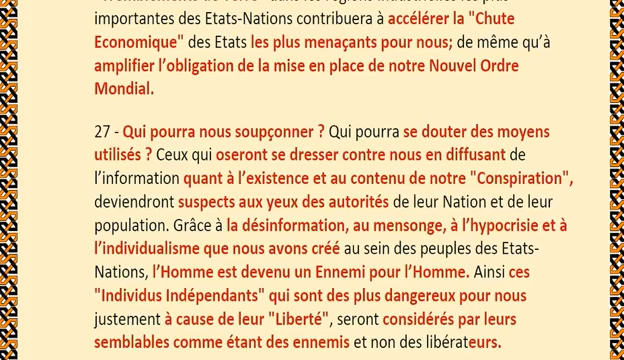 importantes des Etats-Nations contribuera à accélérer la "Chute
Economique" des Etats les plus menaçants pour nous; de même qu'à
amplifier l'obligation de la mise en place de notre Nouvel Ordre
Mondial.
27 - Qui pourra nous soupçonner ? Qui pourra se douter des moyens
utilisés ? Ceux qui oseront se dresser contre nous en diffusant de
l'information quant à l'existence et au contenu de notre "Conspiration",
deviendront suspects aux yeux des autorités de leur Nation et de leur
population. Grâce à la désinformation, au mensonge, à l'hypocrisie et à
l'individualisme que nous avons créé au sein des peuples des Etats-
Nations, l'Homme est devenu un Ennemi pour l'Homme. Ainsi ces
"Individus Indépendants" qui sont des plus dangereux pour nous
justement à cause de leur "Liberté", seront considérés par leurs
semblables comme étant des ennemis et non des libérateurs.